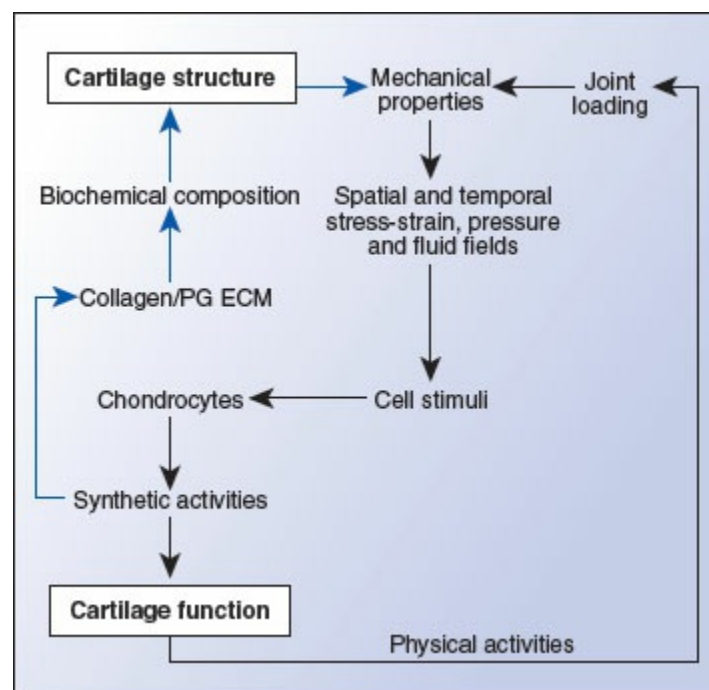 Cartilage structure
Mechanical
properties
Joint
loading
Biochemical composition
Spatial and temporal
stress-strain, pressure
and fluid fields
Collagen/PG ECM
Chondrocytes
Cell stimuli
Synthetic activities
Cartilage function
Physical activities